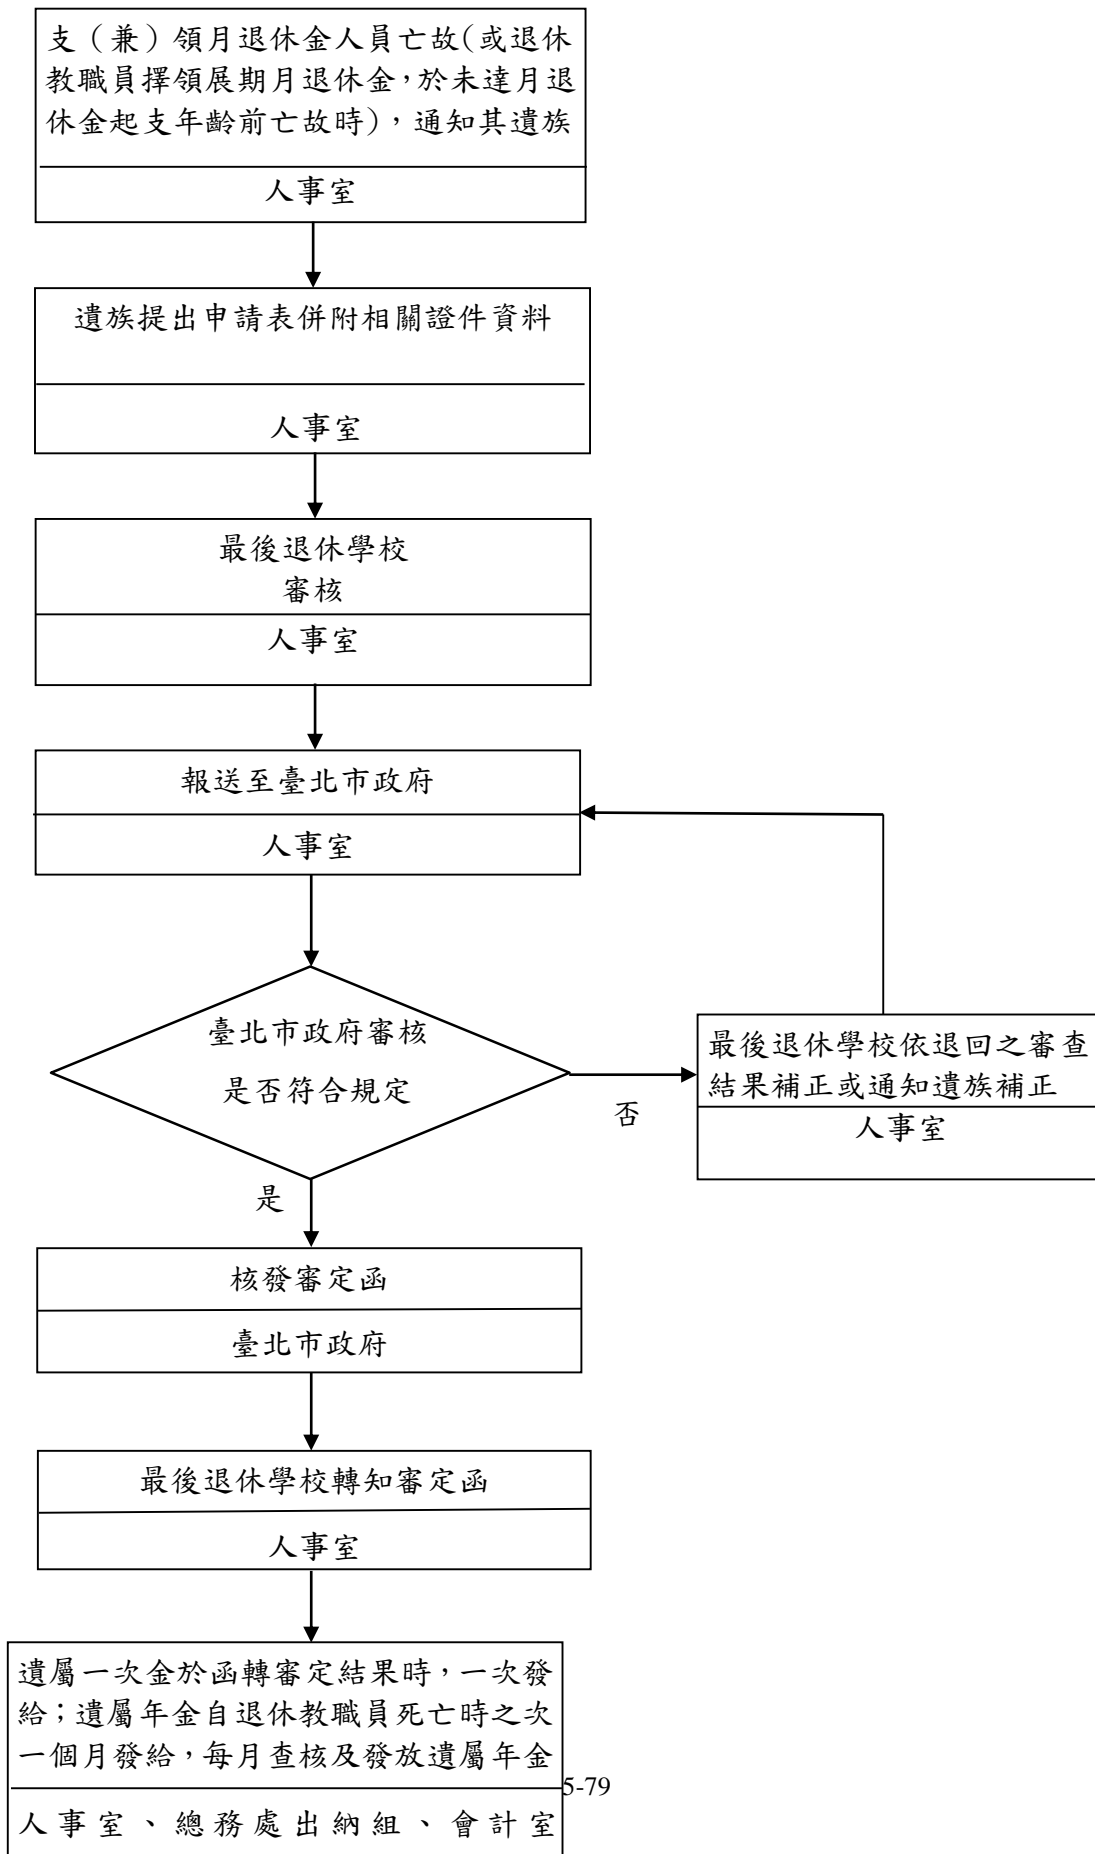 支（兼）領月退休金人員亡故(或退休
教職員擇領展期月退休金，於未達月退
休金起支年齡前亡故時)，通知其遺族
人事室
遺族提出申請表併附相關證件資料
人事室
最後退休學校
審核
人事室
報送至臺北市政府
人事室
臺北市政府審核
是否符合規定
否
最後退休學校依退回之審查
結果補正或通知遺族補正
人事室
是
核發審定函
臺北市政府
最後退休學校轉知審定函
人事室
遺屬一次金於函轉審定結果時，一次發
給；遺屬年金自退休教職員死亡時之次
一個月發給，每月查核及發放遺屬年金
人事室、總務處出納組、會計室
5-79